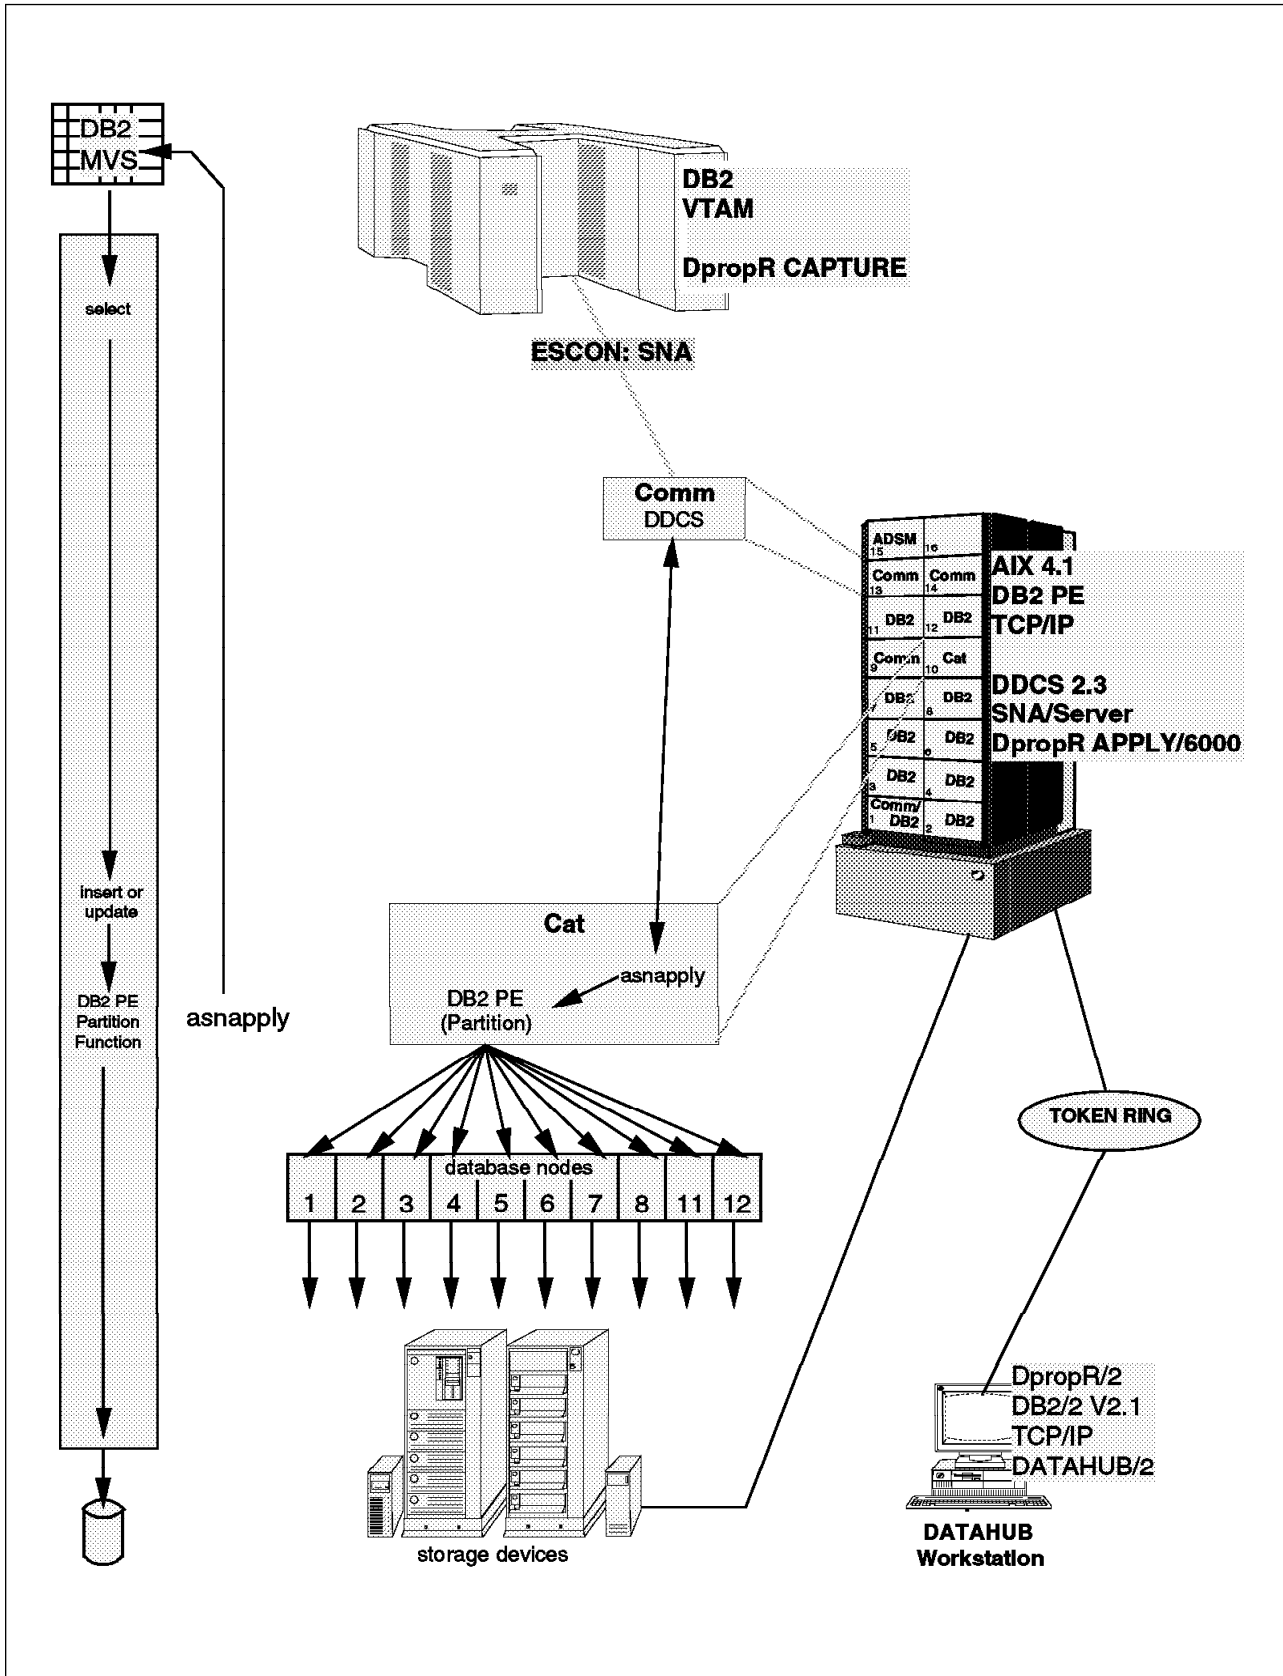 DB2
MVS
DB2
VTAM
DpropR CAPTURE
select
ESCON: SNA
Comm
DDCS
ADSM
15
16
Comm
13
Comm
14
DB2
11
DB2
12
Comm
9
Cat
10
DB2
7
DB2
8
DB2
5
DB2
6
DB2
3
DB2
4
Comm/
DB2
1
DB2
2
AIX 4.1
DB2 PE
TCP/IP
DDCS 2.3
SNA/Server
DpropR APPLY/6000
insert or
update
DB2 PE
Partition
Function
asnapply
Cat
asnapply
DB2 PE
(Partition)
TOKEN RING
database nodes
1 2 3 4 5 6 7 8 11 12
DpropR/2
DB2/2 V2.1
TCP/IP
DATAHUB/2
DATAHUB
Workstation
storage devices